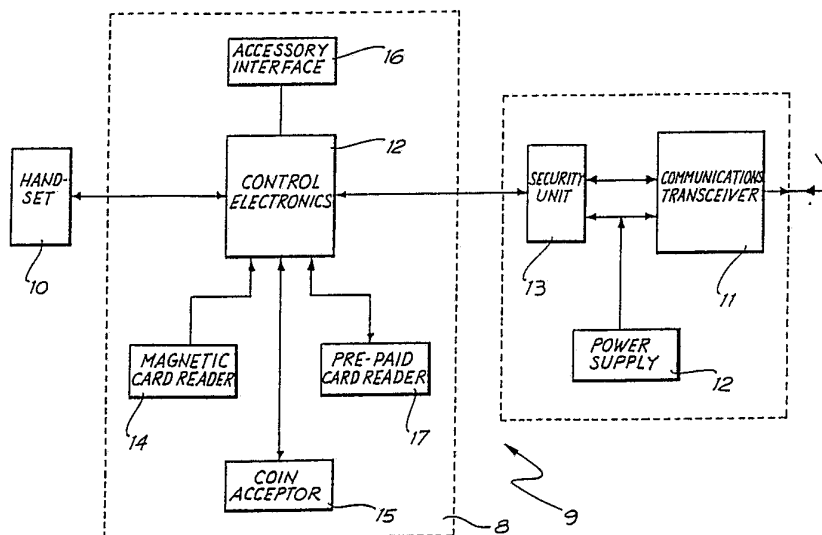 ACCESSORY
INTERFACE
16
12
HAND-
SET
10
CONTROL
ELECTRONICS
SECURITY
UNIT
13
COMMUNICATIONS
TRANSCEIVER
11
MAGNETIC
CARD READER
14
PRE-PAID
CARD READER
17
POWER
SUPPLY
12
COIN
ACCEPTOR
15
8
9